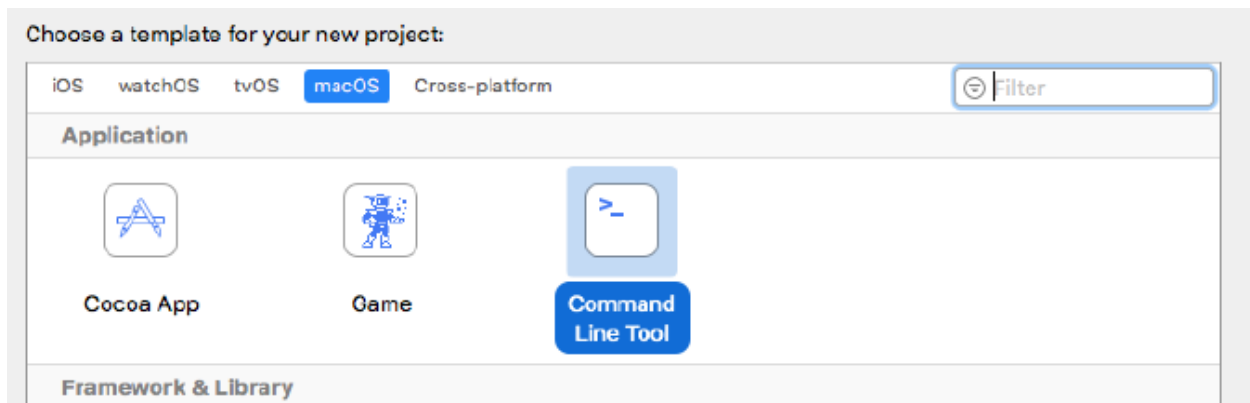 Choose a template for your new project:
iOS watchOS tvOS macOS Cross-platform Filter
Application
>_
Cocoa App Game Command
Line Tool
Framework & Library